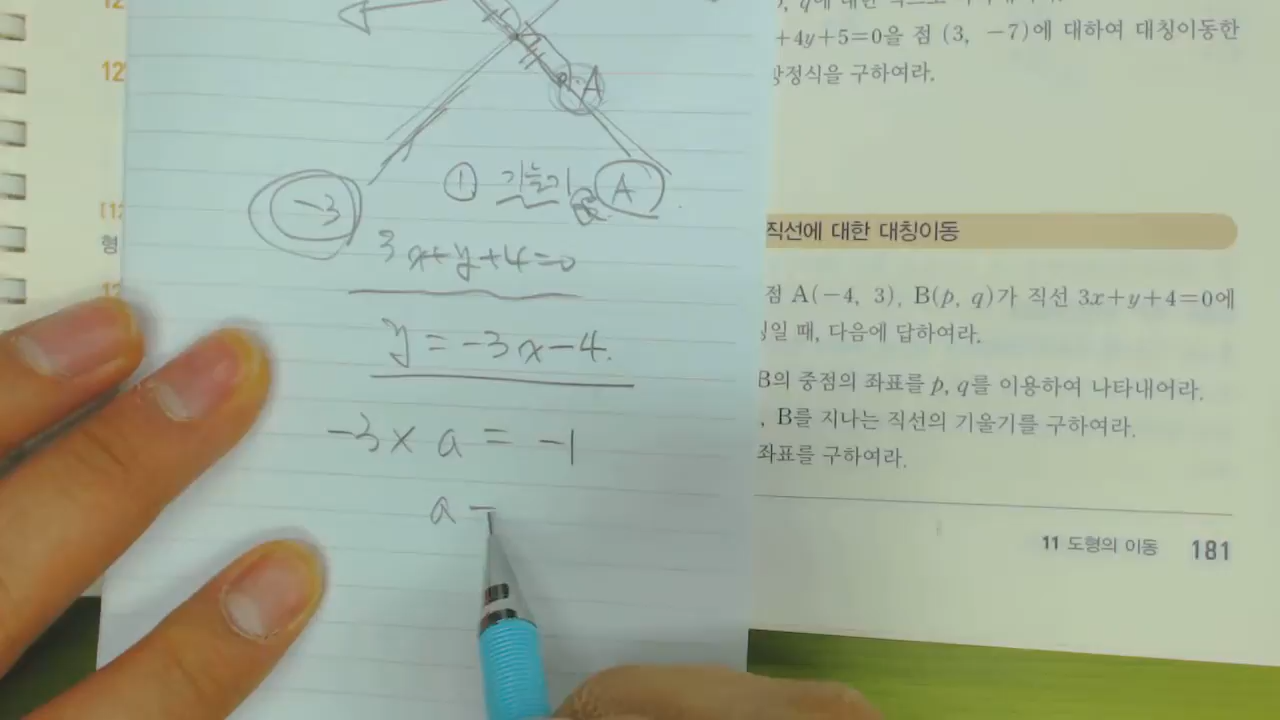 +4y+5=0을 점 (3, -7)에 대하여 대칭이동한
방정식을 구하여라.
12
12
A
① 기울기 A
-3
3x+y+4=0
y=-3x-4.
-3× a = -1
a -
[12
형
12
직선에 대한 대칭이동
점 A(-4, 3), B(p, q)가 직선 3x+y+4=0에
일 때, 다음에 답하여라.
B의 중점의 좌표를 p, q를 이용하여 나타내어라.
, B를 지나는 직선의 기울기를 구하여라.
좌표를 구하여라.
11 도형의 이동 181